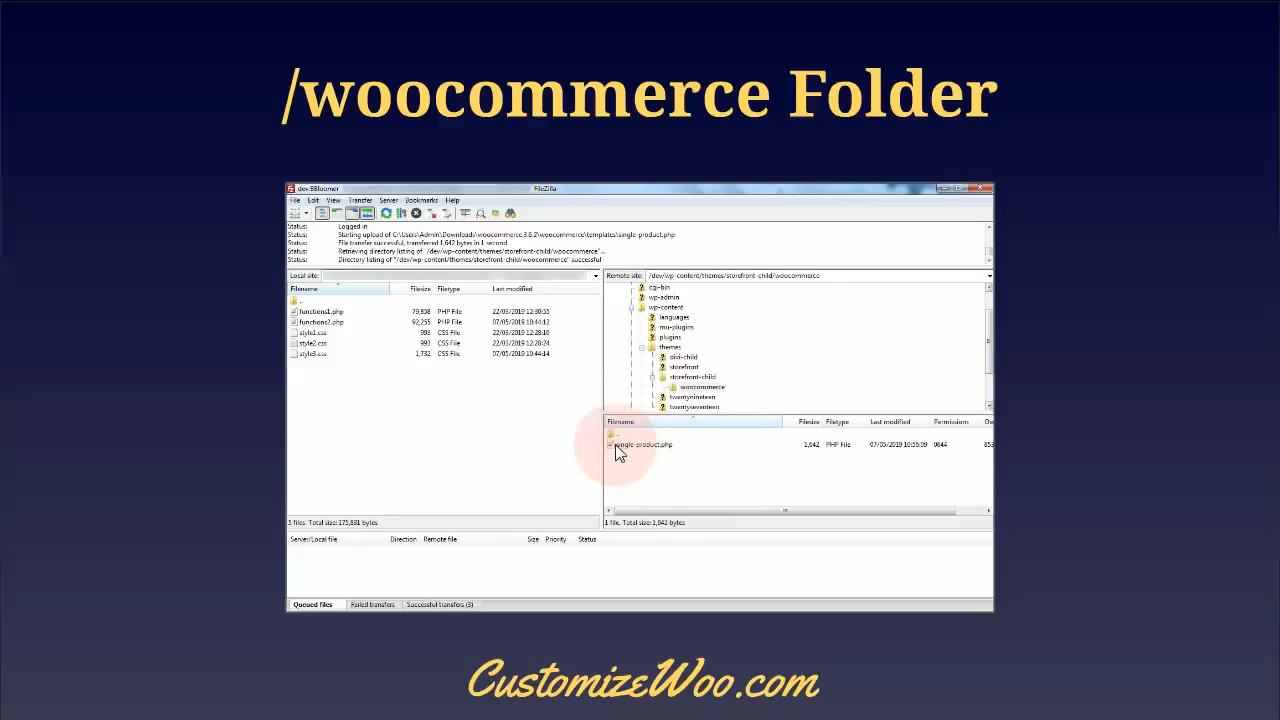 /woocommerce Folder
dev.BBloomer FileZilla
File Edit View Transfer Server Bookmarks Help
Status: Logged in
Status: Starting upload of C:\Users\Admin\Downloads\woocommerce.3.6.2\woocommerce\templates\single-product.php
Status: File transfer successful, transferred 1,642 bytes in 1 second
Status: Retrieving directory listing of "/dev/wp-content/themes/storefront-child/woocommerce"...
Status: Directory listing of "/dev/wp-content/themes/storefront-child/woocommerce" successful
Local site:
Filename Filesize Filetype Last modified
..
functions1.php 79,858 PHP File 22/03/2019 12:30:55
functions2.php 92,255 PHP File 07/05/2019 10:44:12
style1.css 993 CSS File 22/03/2019 12:28:10
style2.css 993 CSS File 22/03/2019 12:28:24
style3.css 1,732 CSS File 07/05/2019 10:44:14
5 files. Total size: 175,831 bytes
Remote site: /dev/wp-content/themes/storefront-child/woocommerce
cgi-bin
wp-admin
wp-content
languages
mu-plugins
plugins
themes
divi-child
storefront
storefront-child
woocommerce
twentynineteen
twentyseventeen
Filename Filesize Filetype Last modified Permissions Ow
..
single-product.php 1,642 PHP File 07/05/2019 10:56:09 0644 853
1 file. Total size: 1,642 bytes
Server/Local file Direction Remote file Size Priority Status
Queued files Failed transfers Successful transfers (3)
CustomizeWoo.com